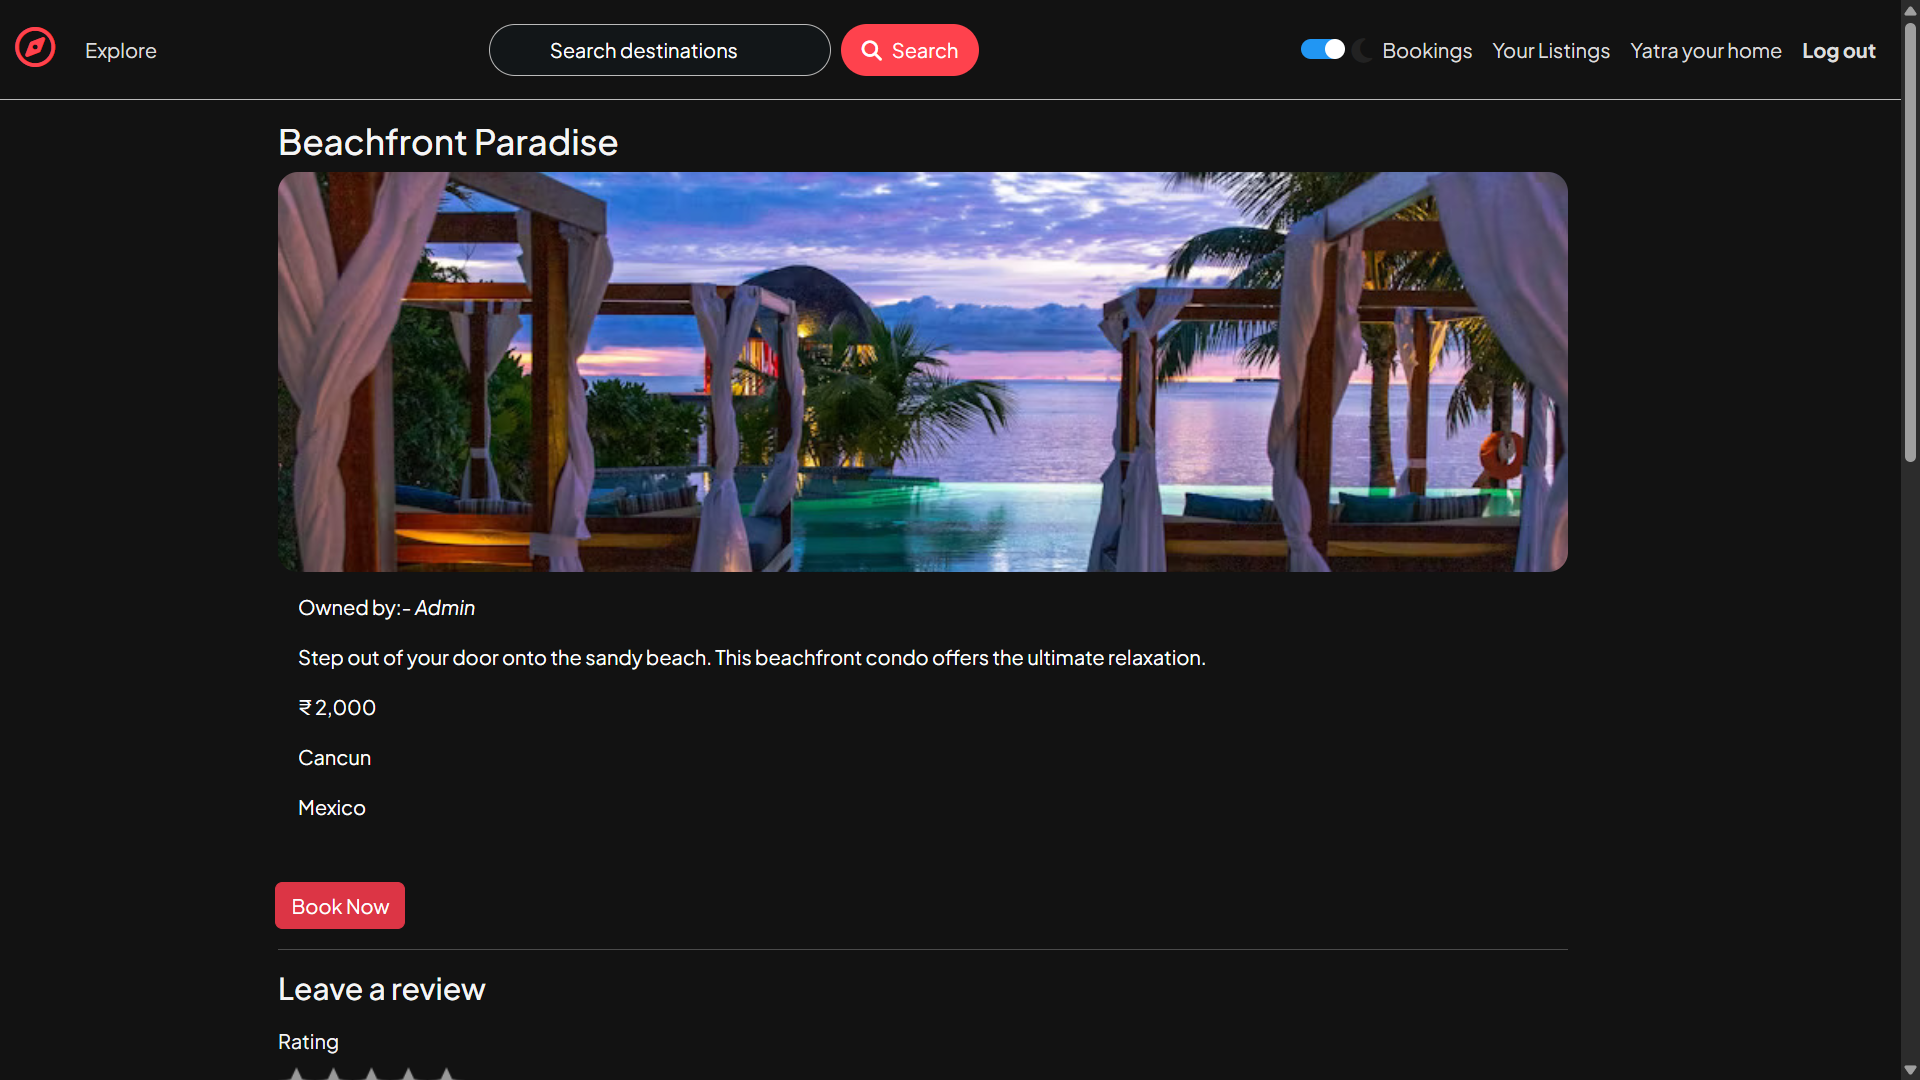 Explore
Search destinations
Search
Bookings
Your Listings
Yatra your home
Log out
Beachfront Paradise
Owned by:- Admin
Step out of your door onto the sandy beach. This beachfront condo offers the ultimate relaxation.
₹ 2,000
Cancun
Mexico
Book Now
Leave a review
Rating